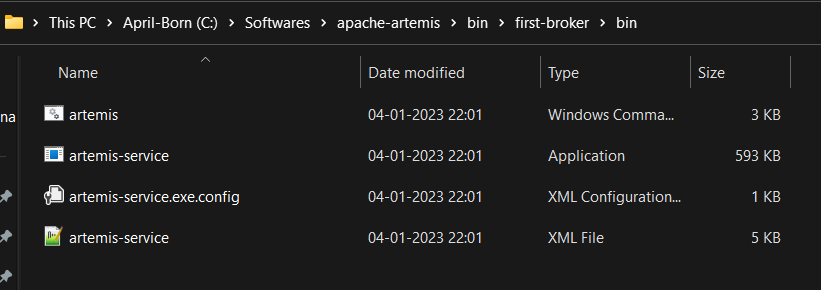 This PC > April-Born (C:) > Softwares > apache-artemis > bin > first-broker > bin
Name Date modified Type Size
na
artemis 04-01-2023 22:01 Windows Comma... 3 KB
artemis-service 04-01-2023 22:01 Application 593 KB
artemis-service.exe.config 04-01-2023 22:01 XML Configuration... 1 KB
artemis-service 04-01-2023 22:01 XML File 5 KB